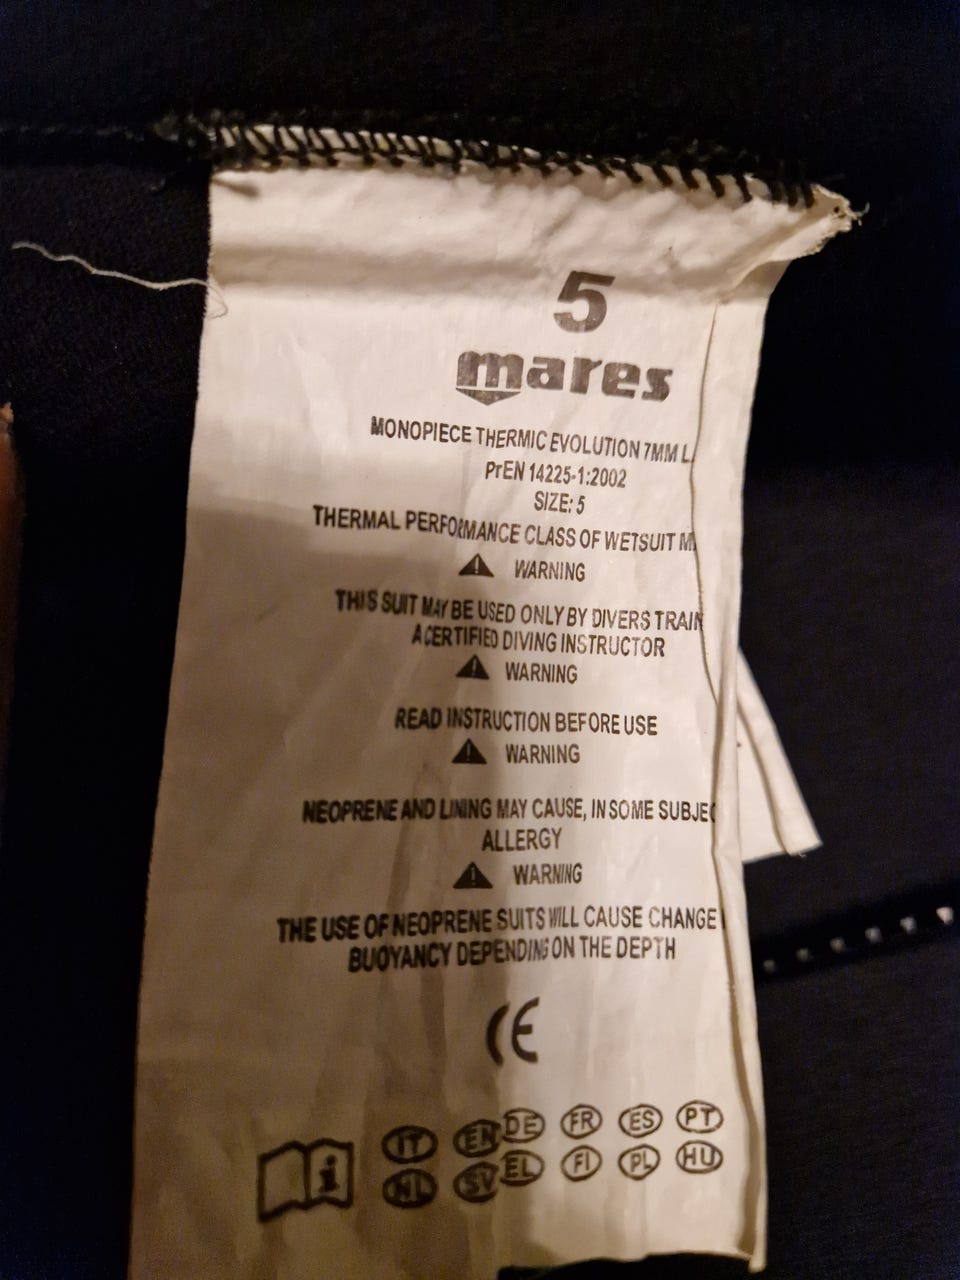 5
mares
MONOPIECE THERMIC EVOLUTION 7MM L
PrEN 14225-1:2002
SIZE: 5
THERMAL PERFORMANCE CLASS OF WETSUIT
WARNING
THIS SUIT MAY BE USED ONLY BY DIVERS TRAIN
A CERTIFIED DIVING INSTRUCTOR
WARNING
READ INSTRUCTION BEFORE USE
WARNING
NEOPRENE AND LINING MAY CAUSE, IN SOME SUBJEC
ALLERGY
WARNING
THE USE OF NEOPRENE SUITS WILL CAUSE CHANGE
BUOYANCY DEPENDING ON THE DEPTH
CE
IT EN DE FR ES PT
NL SV EL FI PL HU